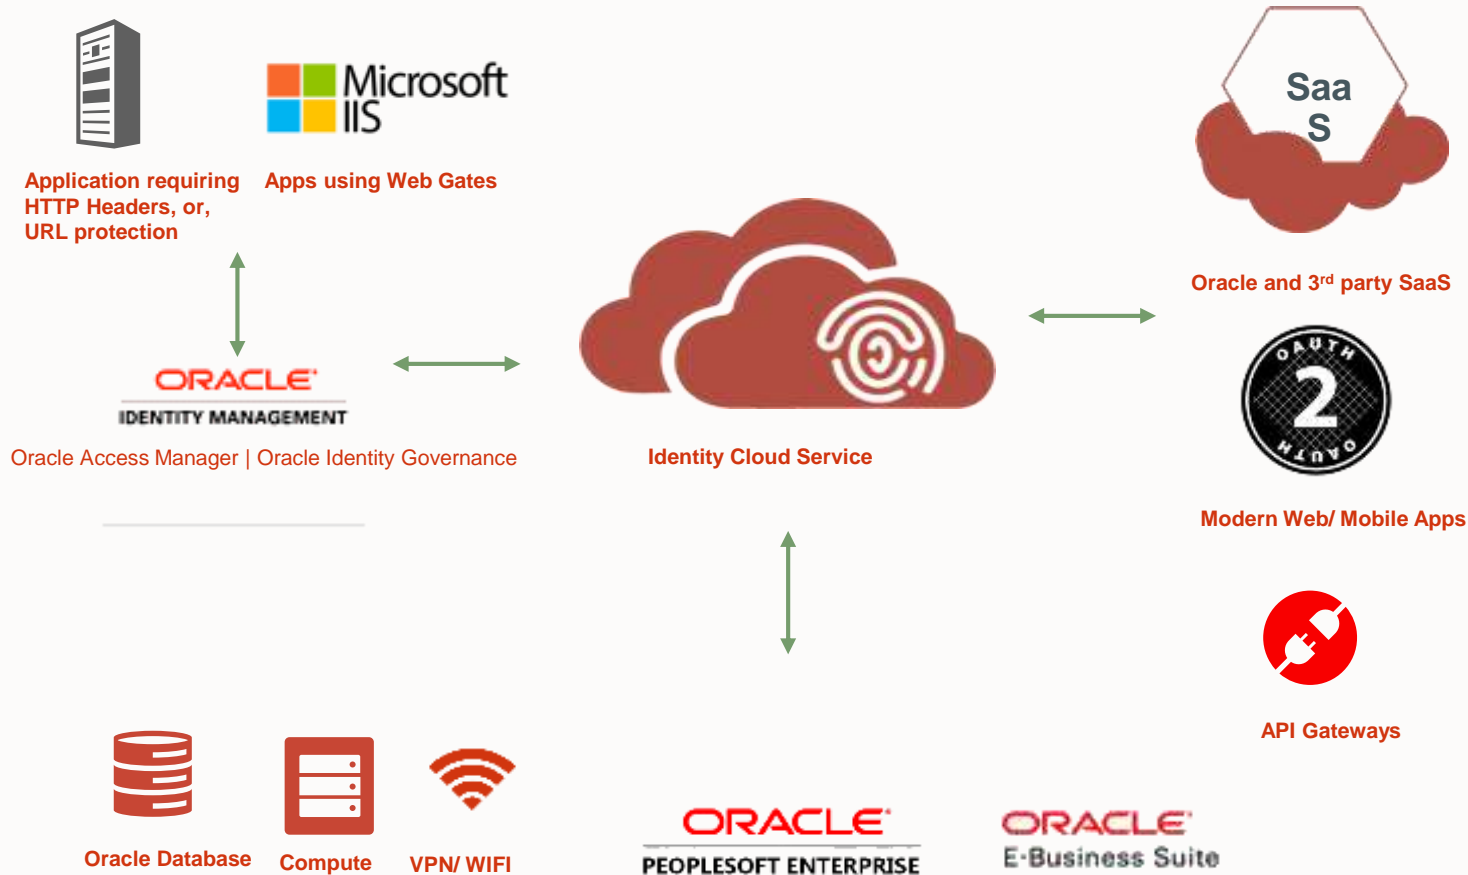 Microsoft
IIS
Application requiring
HTTP Headers, or,
URL protection
Apps using Web Gates
ORACLE
IDENTITY MANAGEMENT
Oracle Access Manager | Oracle Identity Governance
Identity Cloud Service
Saa
S
Oracle and 3rd party SaaS
OAUTH
2
OAUTH
Modern Web/ Mobile Apps
API Gateways
Oracle Database
Compute
VPN/ WIFI
ORACLE
PEOPLESOFT ENTERPRISE
ORACLE
E-Business Suite